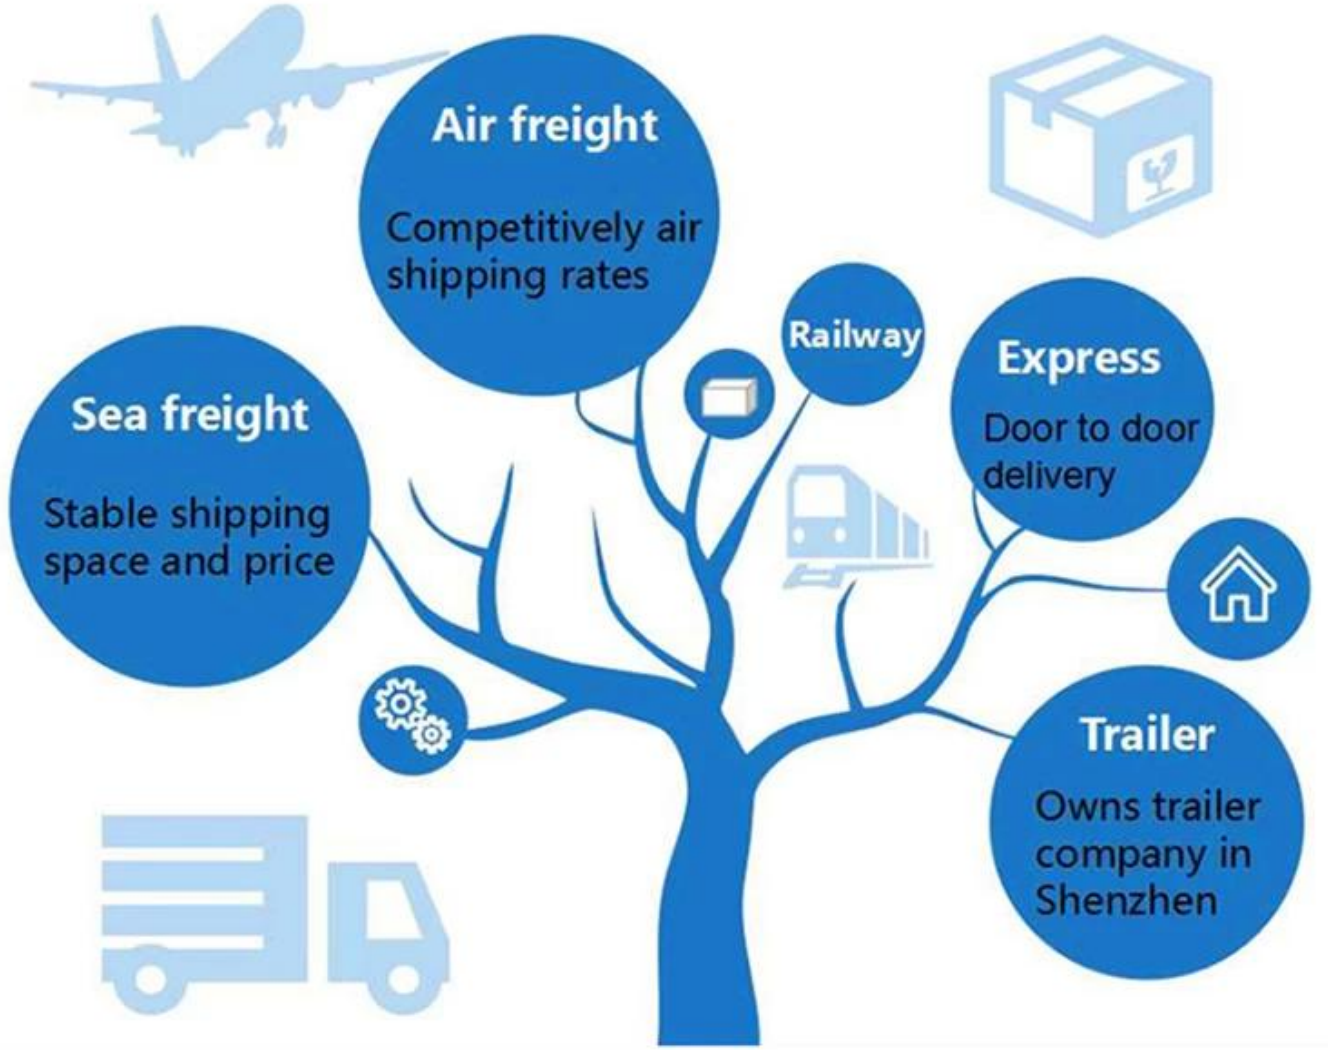 Air freight
Competitively air
shipping rates
Railway
Express
Door to door
delivery
Sea freight
Stable shipping
space and price
Trailer
Owns trailer
company in
Shenzhen